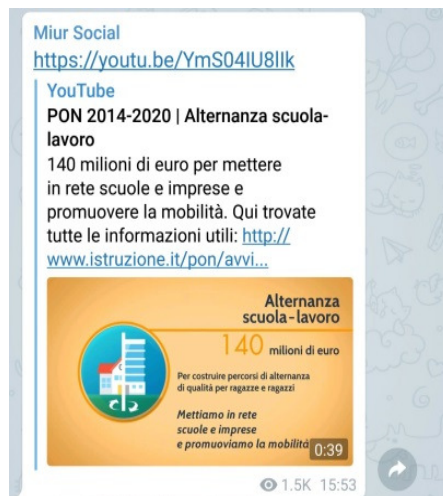 Miur Social
https://youtu.be/YmS04IU8lIk
YouTube
PON 2014-2020 | Alternanza scuola-
lavoro
140 milioni di euro per mettere
in rete scuole e imprese e
promuovere la mobilità. Qui trovate
tutte le informazioni utili: http://
www.istruzione.it/pon/avvi...
Alternanza
scuola-lavoro
140 milioni di euro
Per costruire percorsi di alternanza
di qualità per ragazze e ragazzi
Mettiamo in rete
scuole e imprese
e promuoviamo la mobilità
0:39
1.5K 15:53